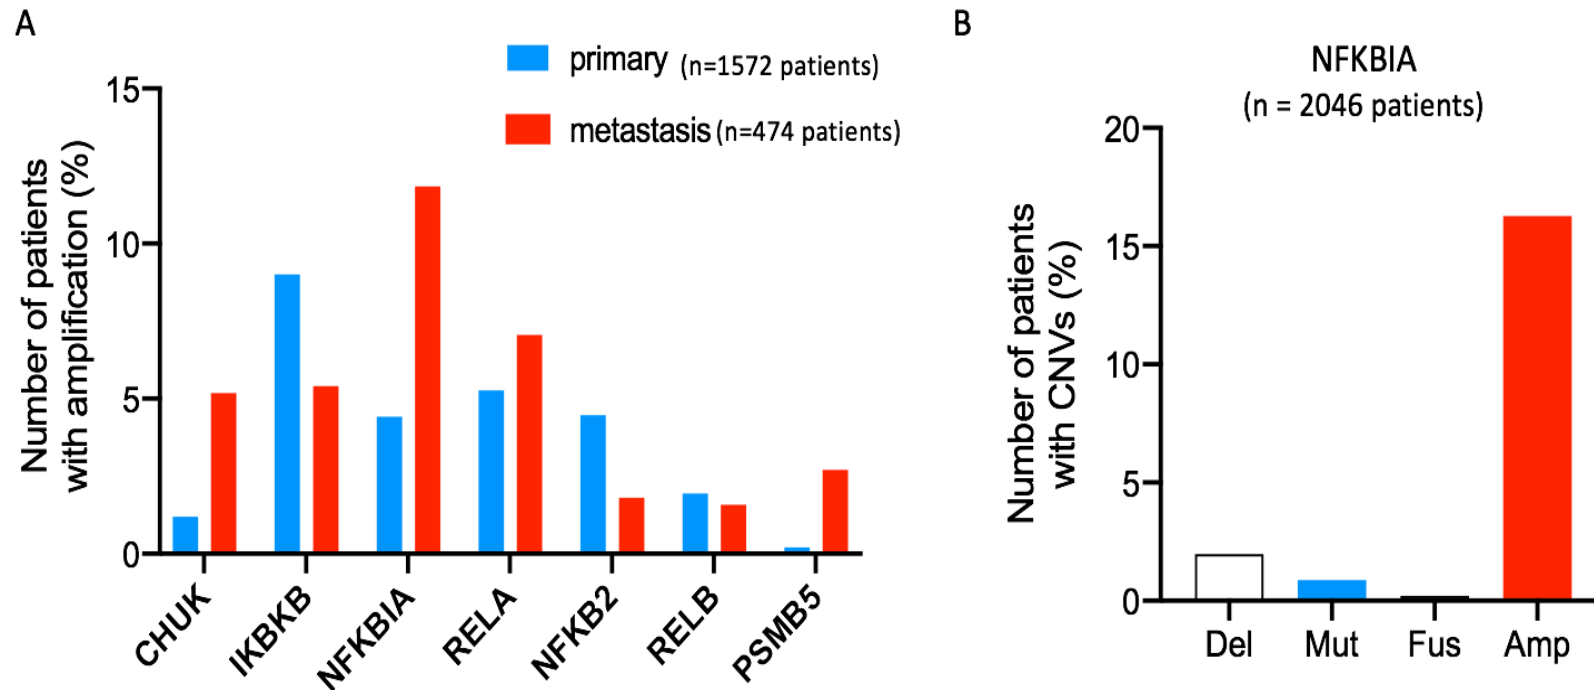 A
primary (n=1572 patients)
metastasis (n=474 patients)
Number of patients
with amplification (%)
15
10
5
0
CHUK
IKBKB
NFKBIA
RELA
NFKB2
RELB
PSMB5
B
NFKBIA
(n = 2046 patients)
Number of patients
with CNVs (%)
20
15
10
5
0
Del
Mut
Fus
Amp